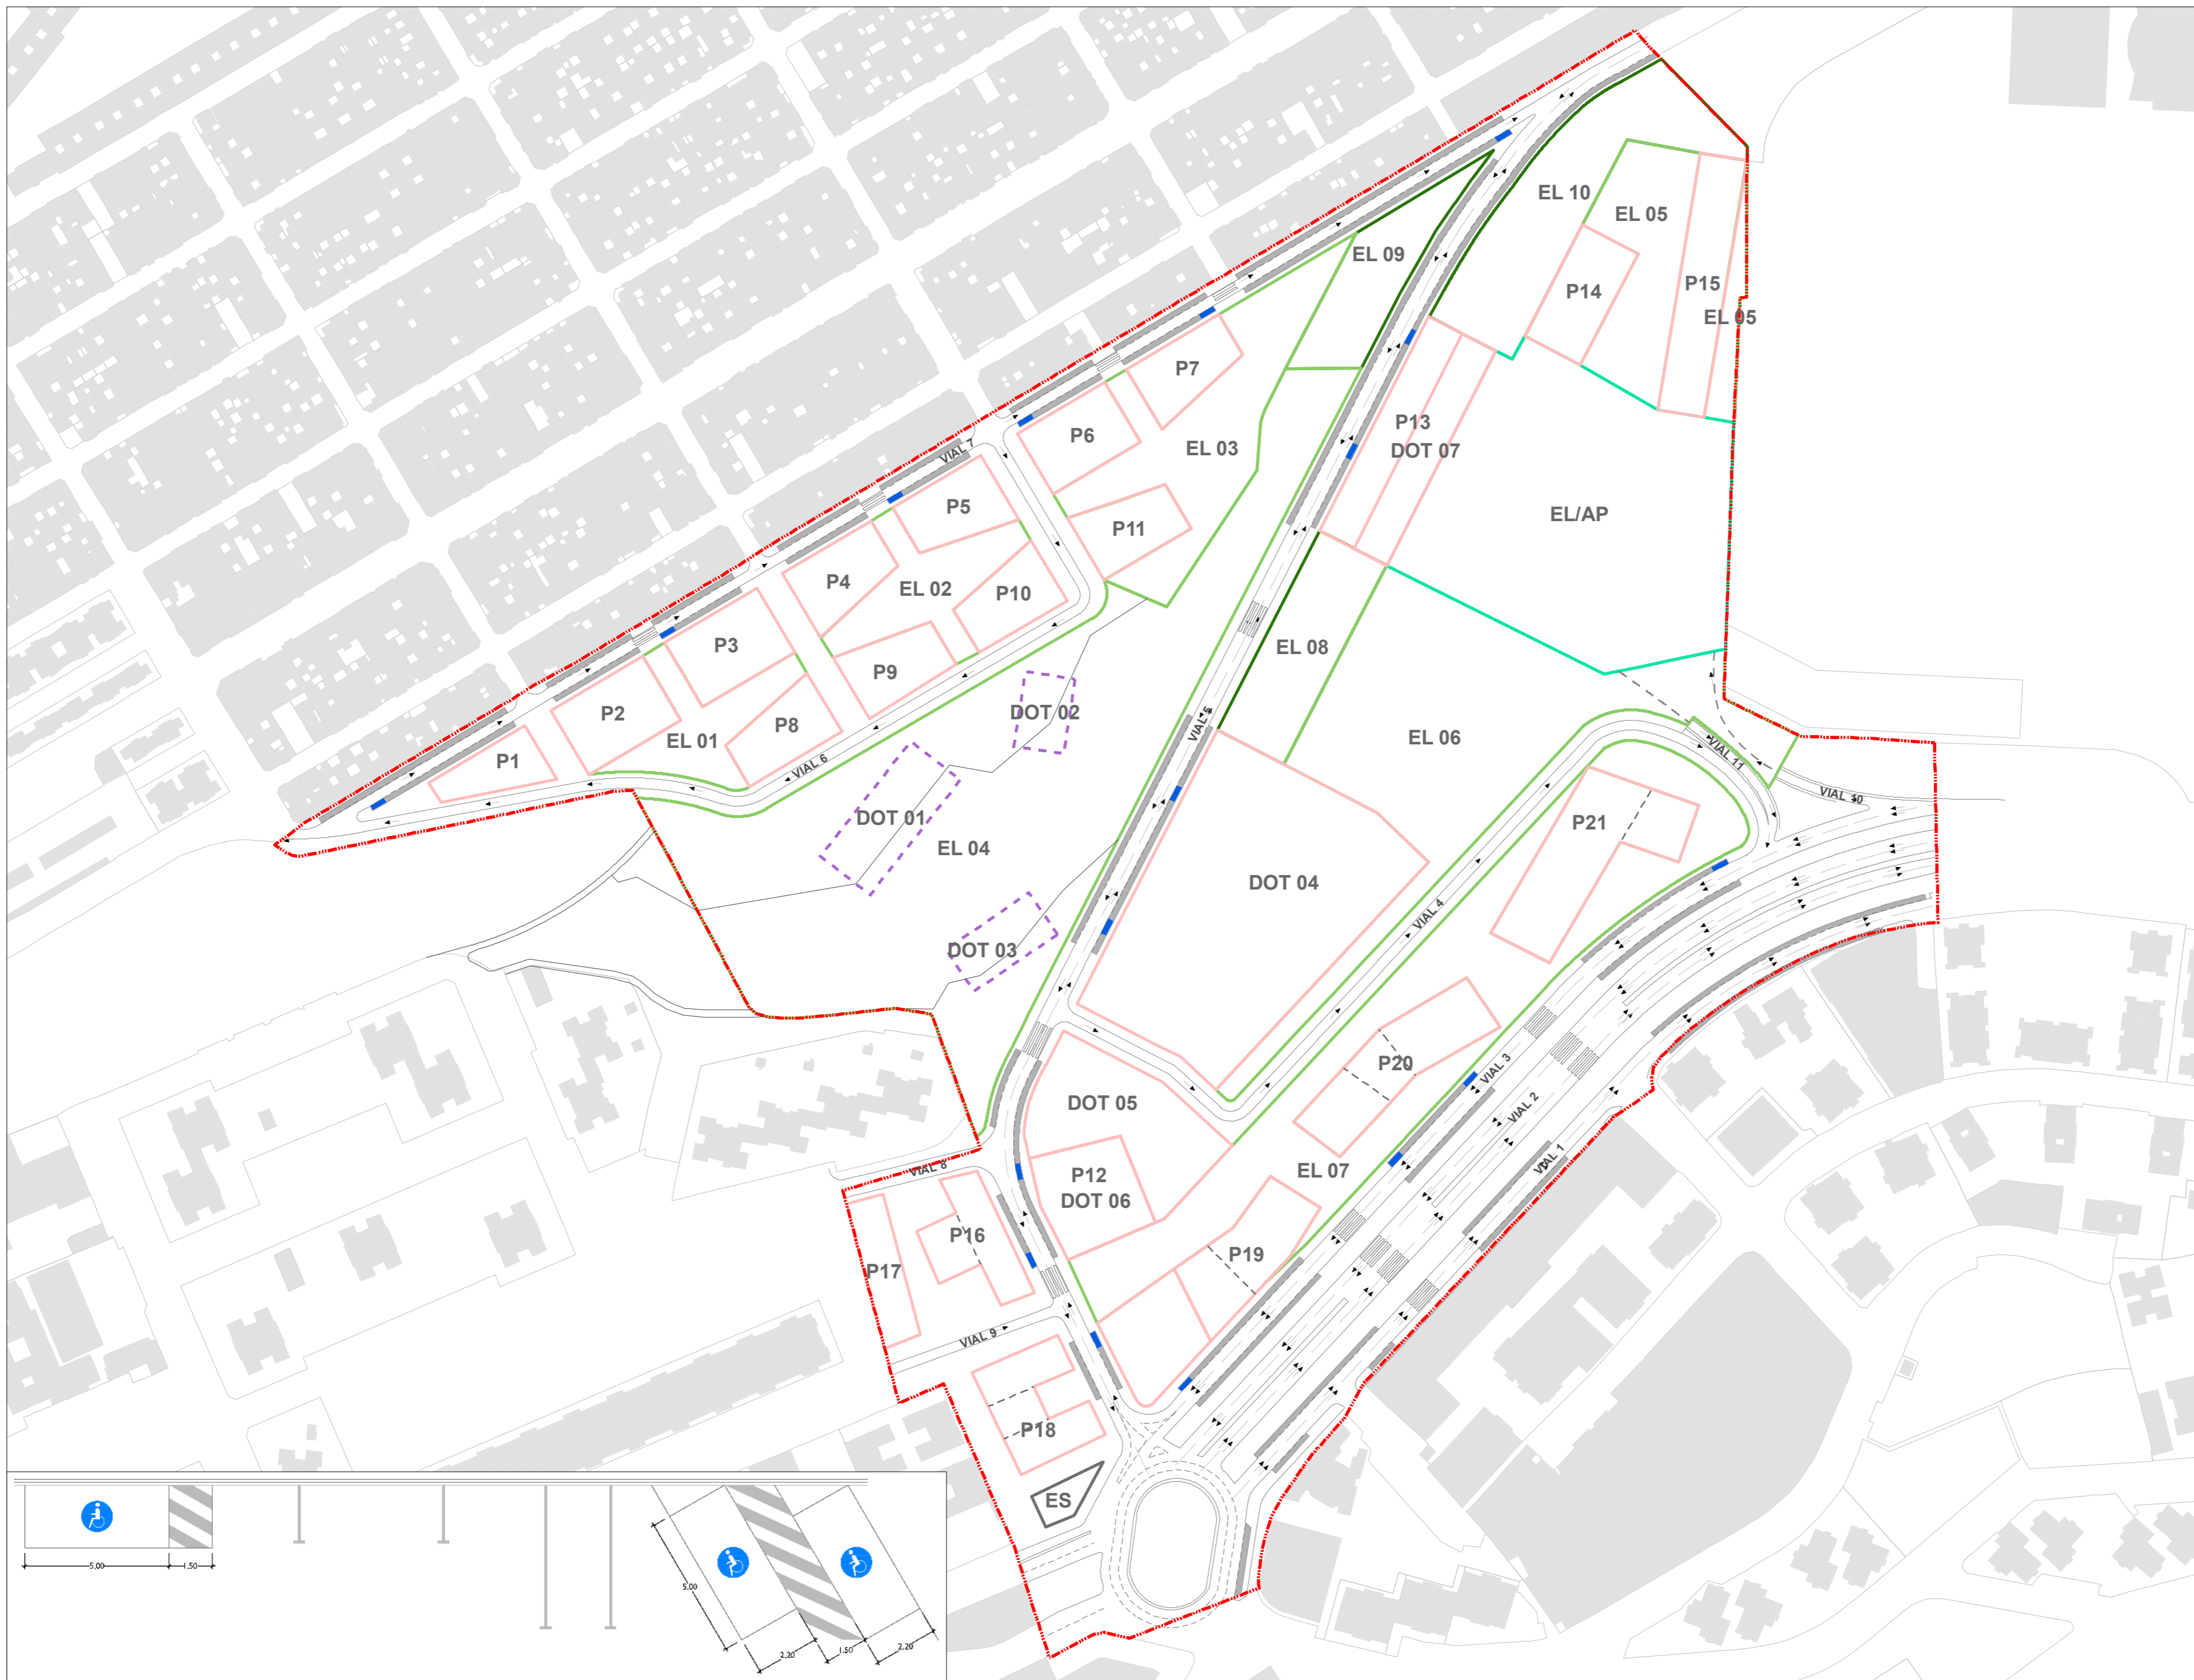 EL 10
EL 05
EL 09
P15
P14
EL 05
P7
P13
P6
EL 03
DOT 07
VIAL 7
P5
EL/AP
P11
P4
EL 02
P10
P3
EL 08
P9
P2
DOT 02
VIAL 5
P8
EL 01
EL 06
P1
VIAL 6
VIAL 11
VIAL 10
DOT 01
P21
EL 04
DOT 04
VIAL 4
DOT 03
P20
VIAL 3
DOT 05
VIAL 2
VIAL 1
VIAL 8
P12
EL 07
DOT 06
P16
P19
P17
VIAL 9
P18
ES
5,00
1,50
5,00
2,20
1,50
2,20